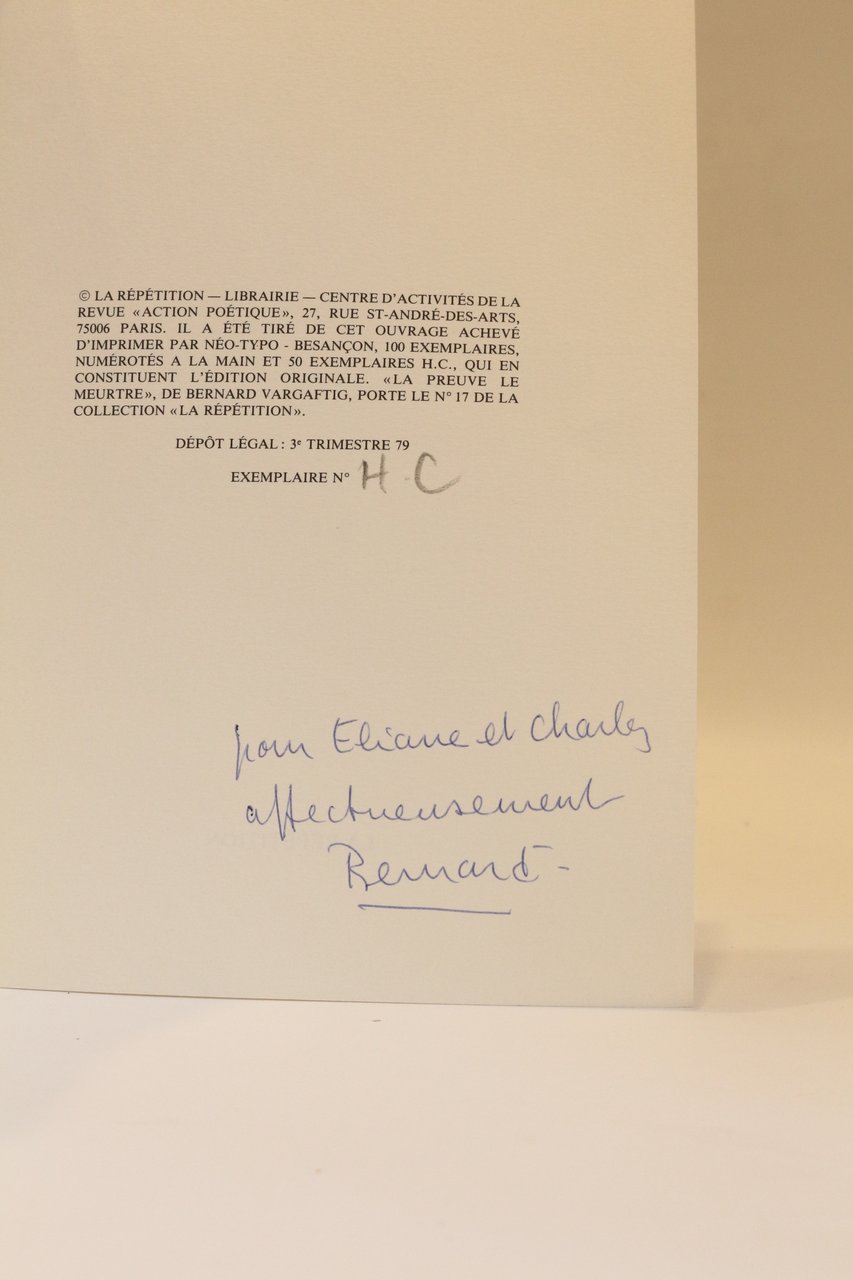 © LA RÉPÉTITION — LIBRAIRIE — CENTRE D'ACTIVITÉS DE LA
REVUE «ACTION POÉTIQUE», 27, RUE ST-ANDRÉ-DES-ARTS,
75006 PARIS. IL A ÉTÉ TIRÉ DE CET OUVRAGE ACHEVÉ
D'IMPRIMER PAR NÉO-TYPO - BESANÇON, 100 EXEMPLAIRES,
NUMÉROTÉS A LA MAIN ET 50 EXEMPLAIRES H.C., QUI EN
CONSTITUENT L'ÉDITION ORIGINALE. «LA PREUVE LE
MEURTRE», DE BERNARD VARGAFTIG, PORTE LE N° 17 DE LA
COLLECTION «LA RÉPÉTITION».
DÉPÔT LÉGAL : 3e TRIMESTRE 79
EXEMPLAIRE N° H.C
pour Eliane et Charles
affectueusement
Bernard -